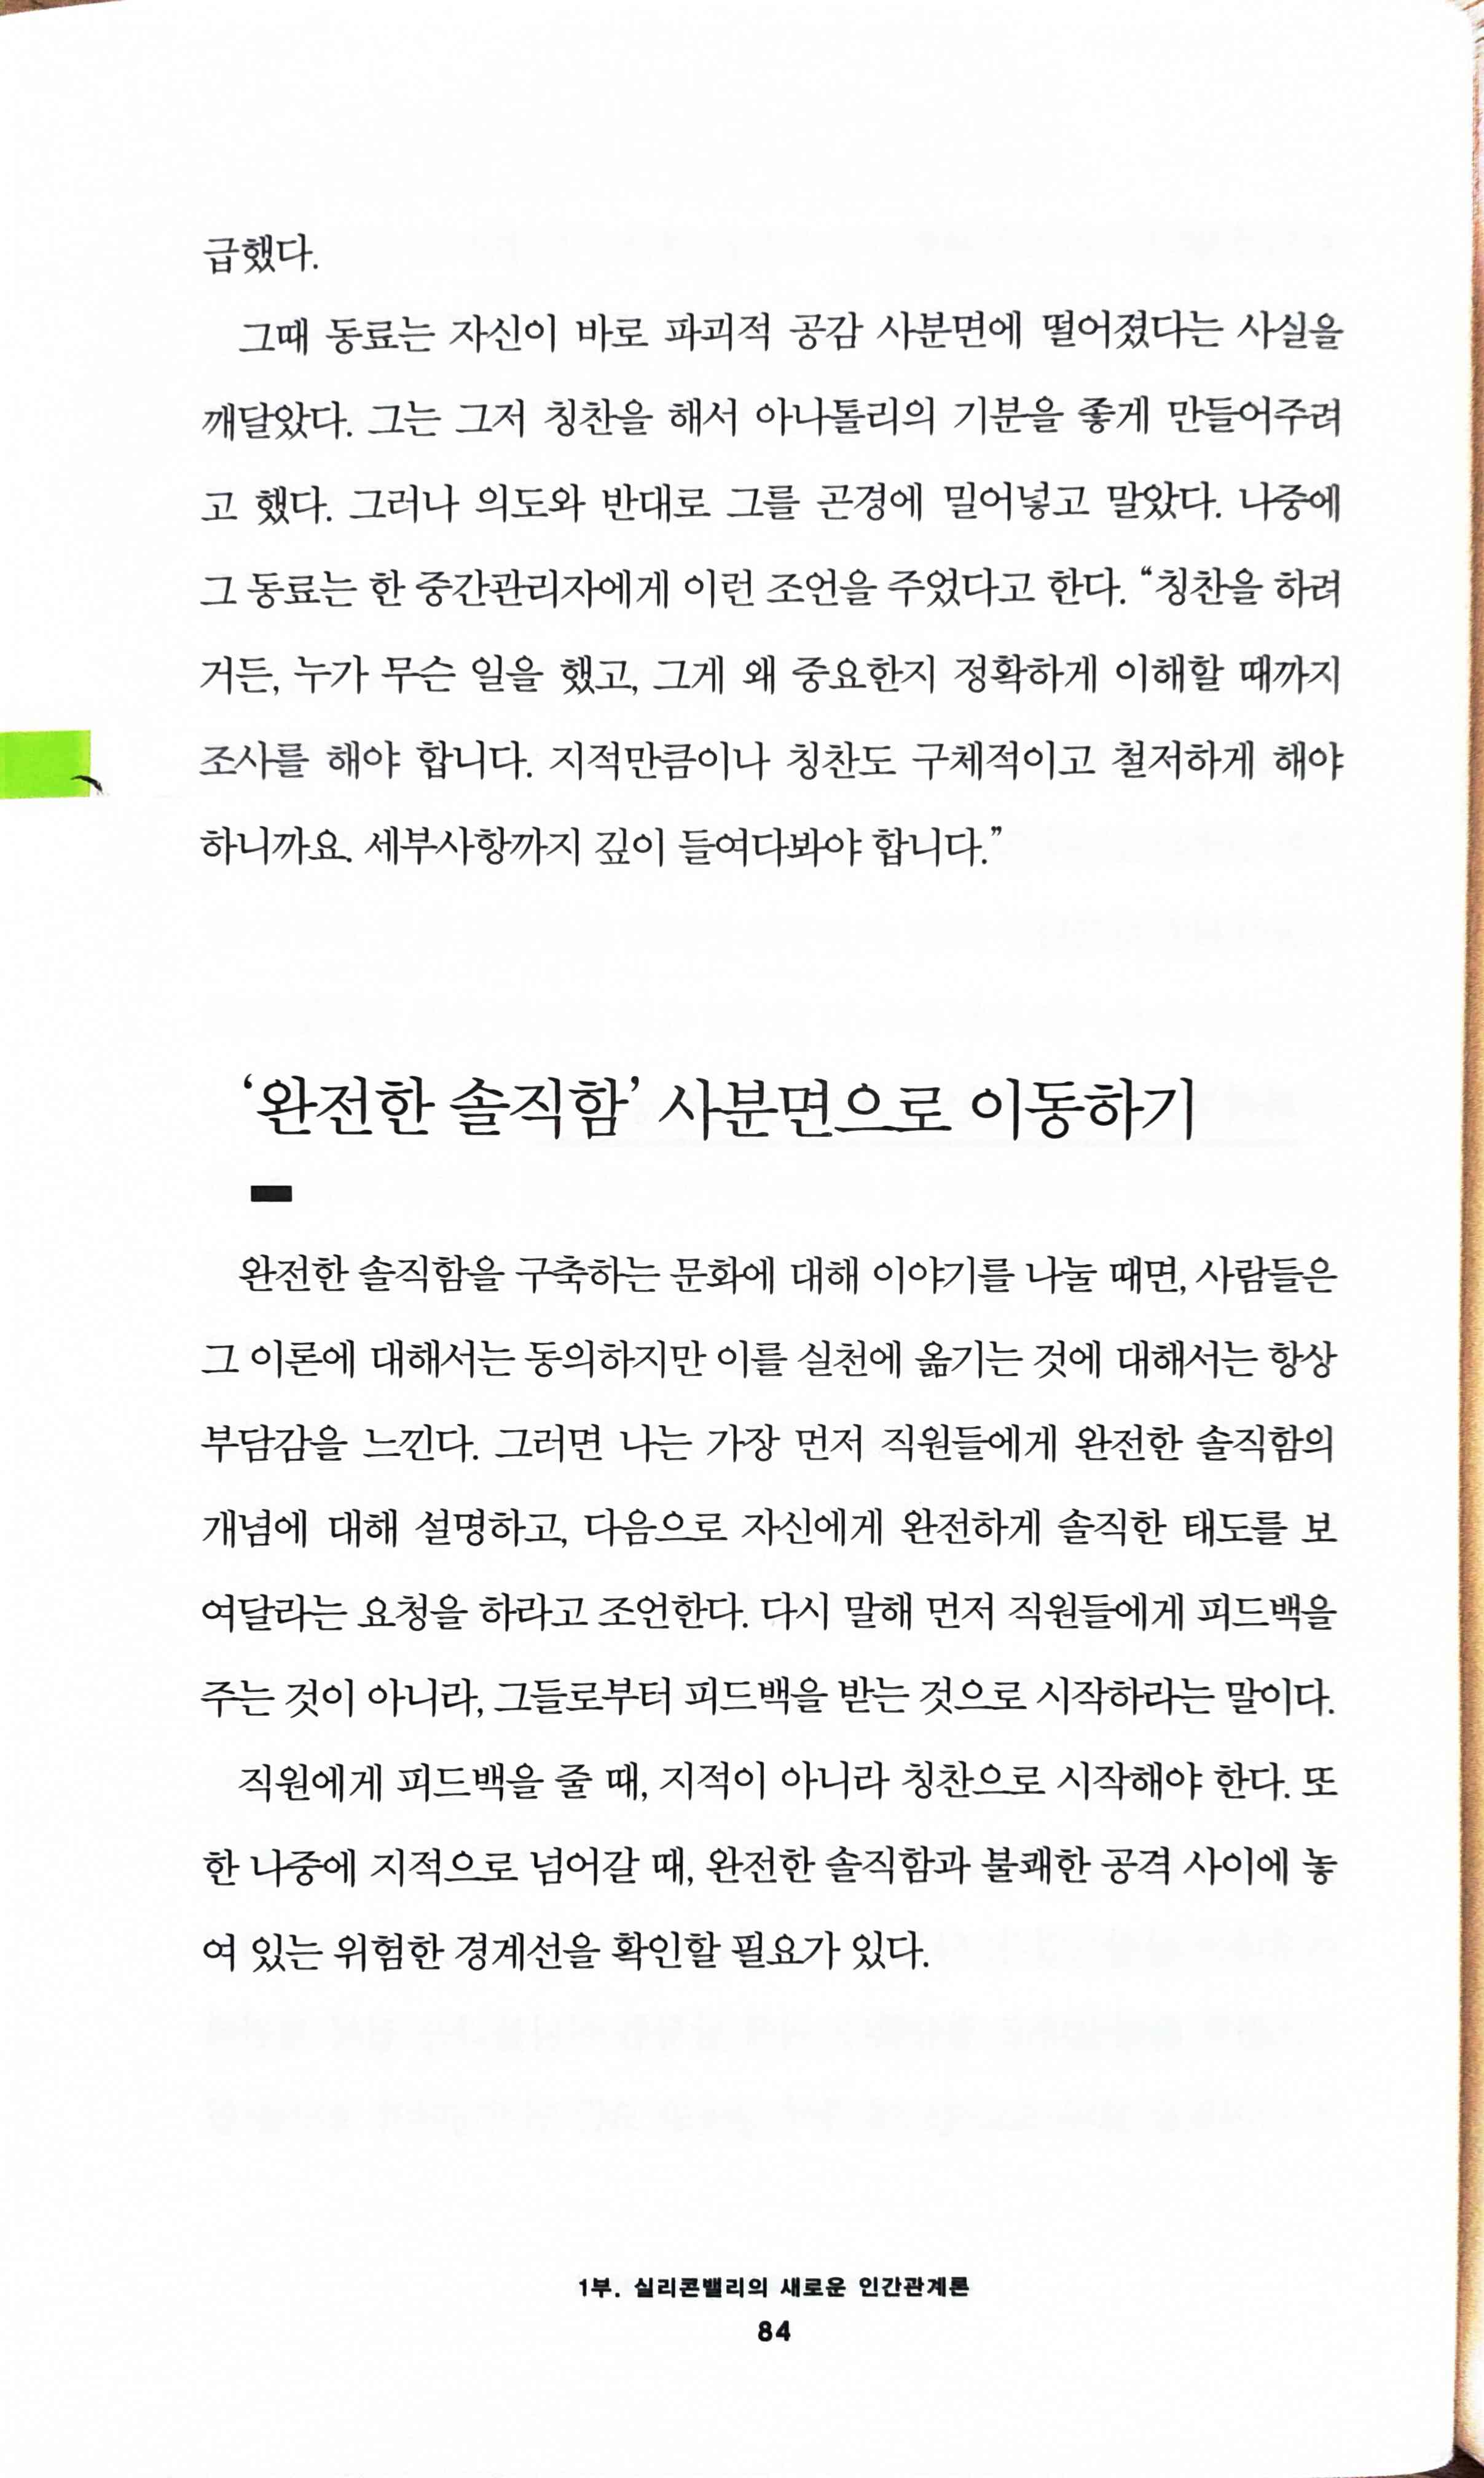 급했다.
그때 동료는 자신이 바로 파괴적 공감 사분면에 떨어졌다는 사실을
깨달았다. 그는 그저 칭찬을 해서 아나톨리의 기분을 좋게 만들어주려
고 했다. 그러나 의도와 반대로 그를 곤경에 밀어넣고 말았다. 나중에
그 동료는 한 중간관리자에게 이런 조언을 주었다고 한다. “칭찬을 하려
거든, 누가 무슨 일을 했고, 그게 왜 중요한지 정확하게 이해할 때까지
조사를 해야 합니다. 지적만큼이나 칭찬도 구체적이고 철저하게 해야
하니까요. 세부사항까지 깊이 들여다봐야 합니다.”
‘완전한 솔직함’ 사분면으로 이동하기
완전한 솔직함을 구축하는 문화에 대해 이야기를 나눌 때면, 사람들은
그 이론에 대해서는 동의하지만 이를 실천에 옮기는 것에 대해서는 항상
부담감을 느낀다. 그러면 나는 가장 먼저 직원들에게 완전한 솔직함의
개념에 대해 설명하고, 다음으로 자신에게 완전하게 솔직한 태도를 보
여달라는 요청을 하라고 조언한다. 다시 말해 먼저 직원들에게 피드백을
주는 것이 아니라, 그들로부터 피드백을 받는 것으로 시작하라는 말이다.
직원에게 피드백을 줄 때, 지적이 아니라 칭찬으로 시작해야 한다. 또
한 나중에 지적으로 넘어갈 때, 완전한 솔직함과 불쾌한 공격 사이에 놓
여 있는 위험한 경계선을 확인할 필요가 있다.
1부. 실리콘밸리의 새로운 인간관계론
84